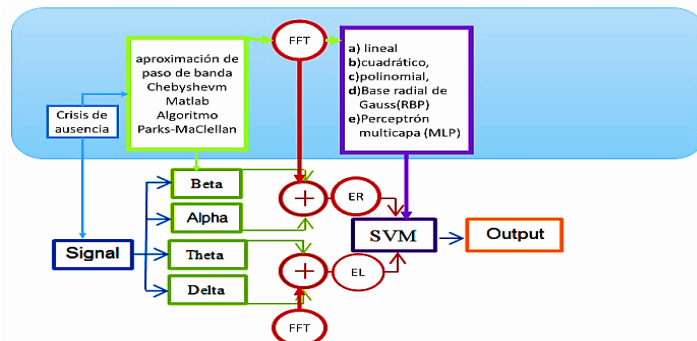 FFT
aproximación de
paso de banda
Chebyshevm
Matlab
Algoritmo
Parks-MaClellan
a) lineal
b)cuadrático,
c)polinomial,
d)Base radial de
Gauss(RBP)
e)Perceptrón
multicapa (MLP)
Crisis de
ausencia
Beta
Alpha
Theta
Delta
Signal
+
ER
+
EL
SVM
Output
FFT